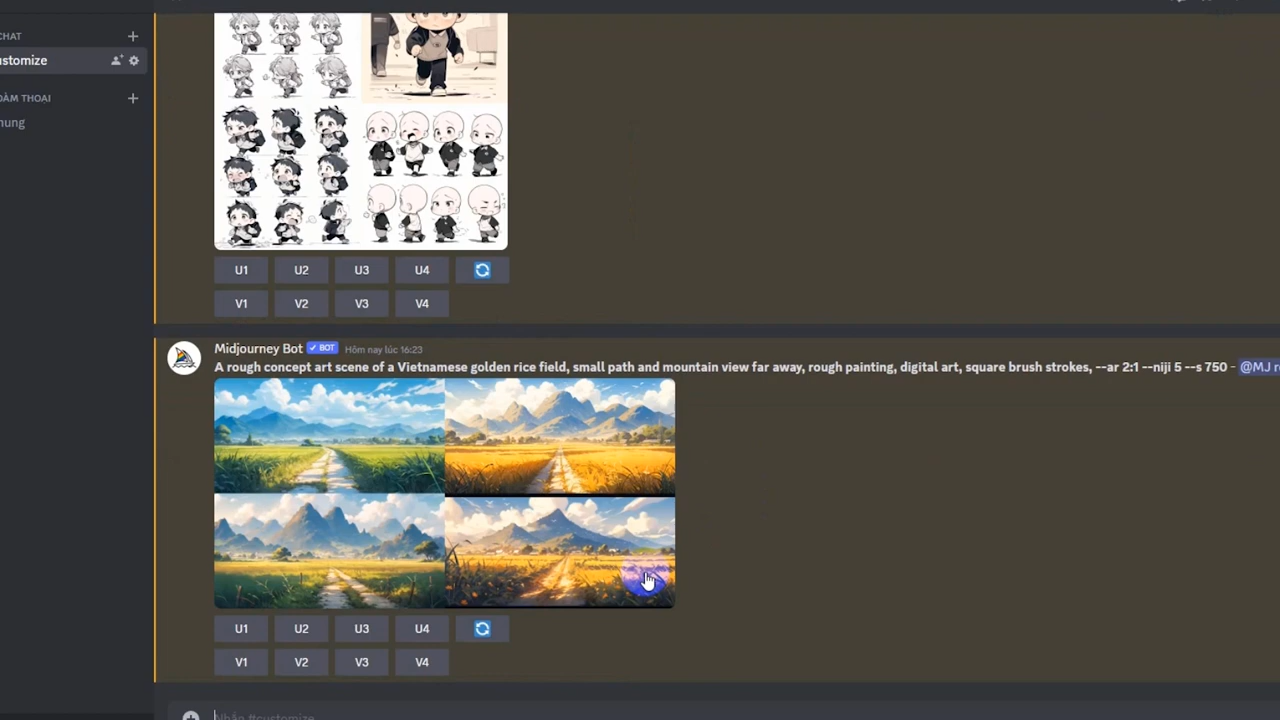 CHAT
ustomize
ĐÀM THOẠI
hung
U1 U2 U3 U4
V1 V2 V3 V4
Midjourney Bot ✓ BOT Hôm nay lúc 16:23
A rough concept art scene of a Vietnamese golden rice field, small path and mountain view far away, rough painting, digital art, square brush strokes, --ar 2:1 --niji 5 --s 750 - @MJ r
U1 U2 U3 U4
V1 V2 V3 V4
Nhắn #customize